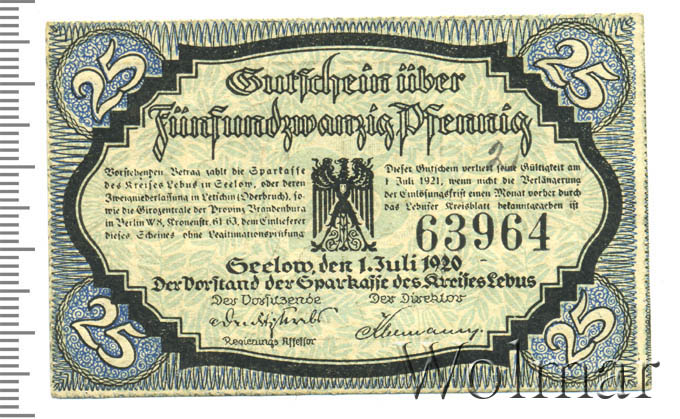 25
25
Gutschein über
Fünfundzwanzig Pfennig
Vorstehenden Betrag zahlt die Sparkasse
des Kreises Lebus in Seelow, oder deren
Zweigniederlassung in Letschin (Oderbruch), so-
wie die Girozentrale der Provinz Brandenburg
in Berlin W8, Kronenstr. 61 63, dem Einlieferer
dieses Scheines ohne Legitimationsprüfung
Dieser Gutschein verliert seine Gültigkeit am
1 Juli 1921, wenn nicht die Verlängerung
der Einlösungsfrist einen Monat vorher durch
das Lebuser Kreisblatt bekanntgegeben ist
63964
Seelow, den 1. Juli 1920
Der Vorstand der Sparkasse des Kreises Lebus
Der Vorsitzende
Der Direktor
Regierungs Assessor
25
25
Wolmar